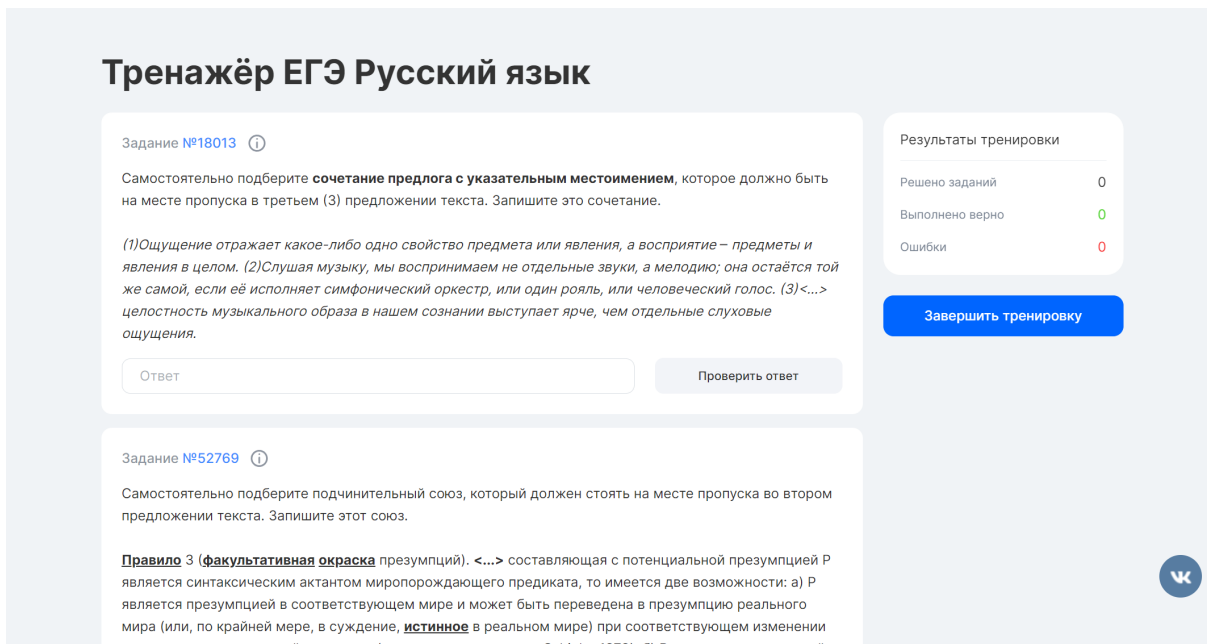 Тренажёр ЕГЭ Русский язык
Задание №18013
Самостоятельно подберите сочетание предлога с указательным местоимением, которое должно быть
на месте пропуска в третьем (3) предложении текста. Запишите это сочетание.
(1)Ощущение отражает какое-либо одно свойство предмета или явления, а восприятие – предметы и
явления в целом. (2)Слушая музыку, мы воспринимаем не отдельные звуки, а мелодию; она остаётся той
же самой, если её исполняет симфонический оркестр, или один рояль, или человеческий голос. (3)<...>
целостность музыкального образа в нашем сознании выступает ярче, чем отдельные слуховые
ощущения.
Ответ
Проверить ответ
Результаты тренировки
Решено заданий 0
Выполнено верно 0
Ошибки 0
Завершить тренировку
Задание №52769
Самостоятельно подберите подчинительный союз, который должен стоять на месте пропуска во втором
предложении текста. Запишите этот союз.
Правило 3 (факультативная окраска презумпций). <...> составляющая с потенциальной презумпцией Р
является синтаксическим актантом миропорождающего предиката, то имеется две возможности: а) Р
является презумпцией в соответствующем мире и может быть переведена в презумпцию реального
мира (или, по крайней мере, в суждение, истинное в реальном мире) при соответствующем изменении